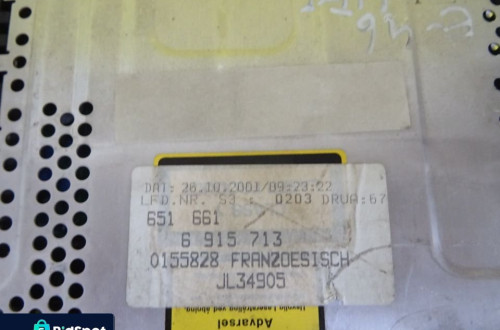 DAT: 26.10.2001/09:23:22
LFD.NR. 53 : 0203 DRUA:67
651 661
6 915 713
0155828 FRANZOESISCH
JL34905
Advarsel
BidSpot